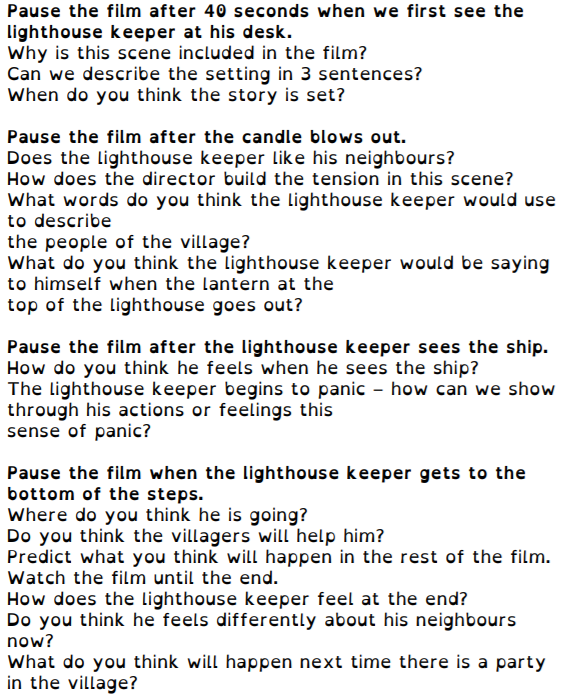 Pause the film after 40 seconds when we first see the
lighthouse keeper at his desk.
Why is this scene included in the film?
Can we describe the setting in 3 sentences?
When do you think the story is set?
Pause the film after the candle blows out.
Does the lighthouse keeper like his neighbours?
How does the director build the tension in this scene?
What words do you think the lighthouse keeper would use
to describe
the people of the village?
What do you think the lighthouse keeper would be saying
to himself when the lantern at the
top of the lighthouse goes out?
Pause the film after the lighthouse keeper sees the ship.
How do you think he feels when he sees the ship?
The lighthouse keeper begins to panic – how can we show
through his actions or feelings this
sense of panic?
Pause the film when the lighthouse keeper gets to the
bottom of the steps.
Where do you think he is going?
Do you think the villagers will help him?
Predict what you think will happen in the rest of the film.
Watch the film until the end.
How does the lighthouse keeper feel at the end?
Do you think he feels differently about his neighbours
now?
What do you think will happen next time there is a party
in the village?